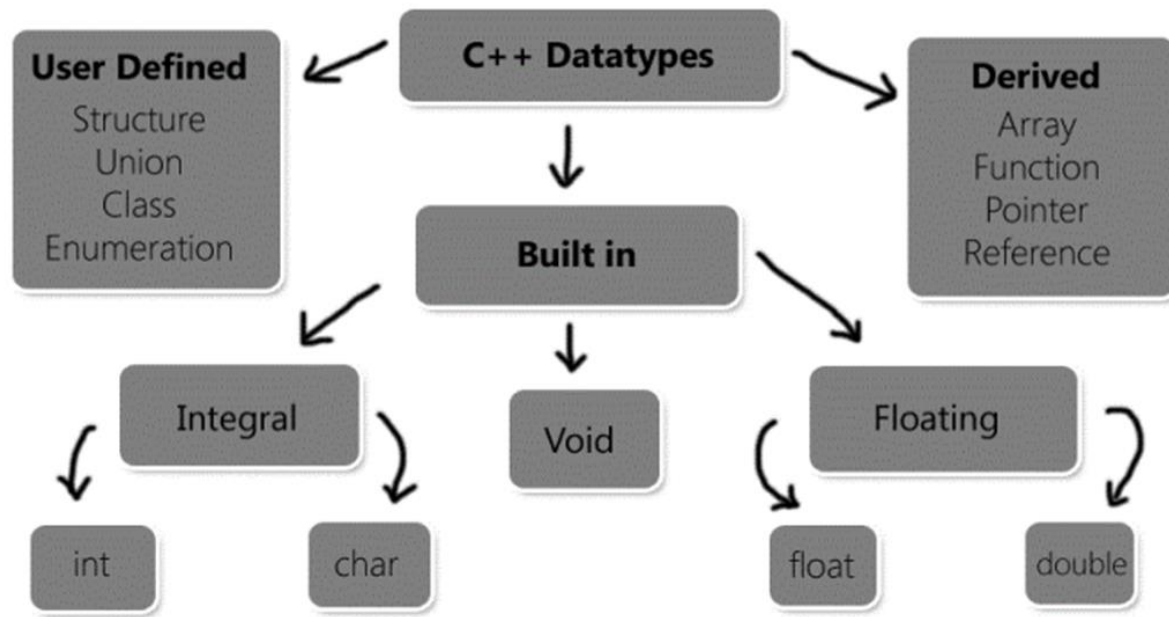 C++ Datatypes
User Defined
Structure
Union
Class
Enumeration
Derived
Array
Function
Pointer
Reference
Built in
Integral
Void
Floating
int
char
float
double